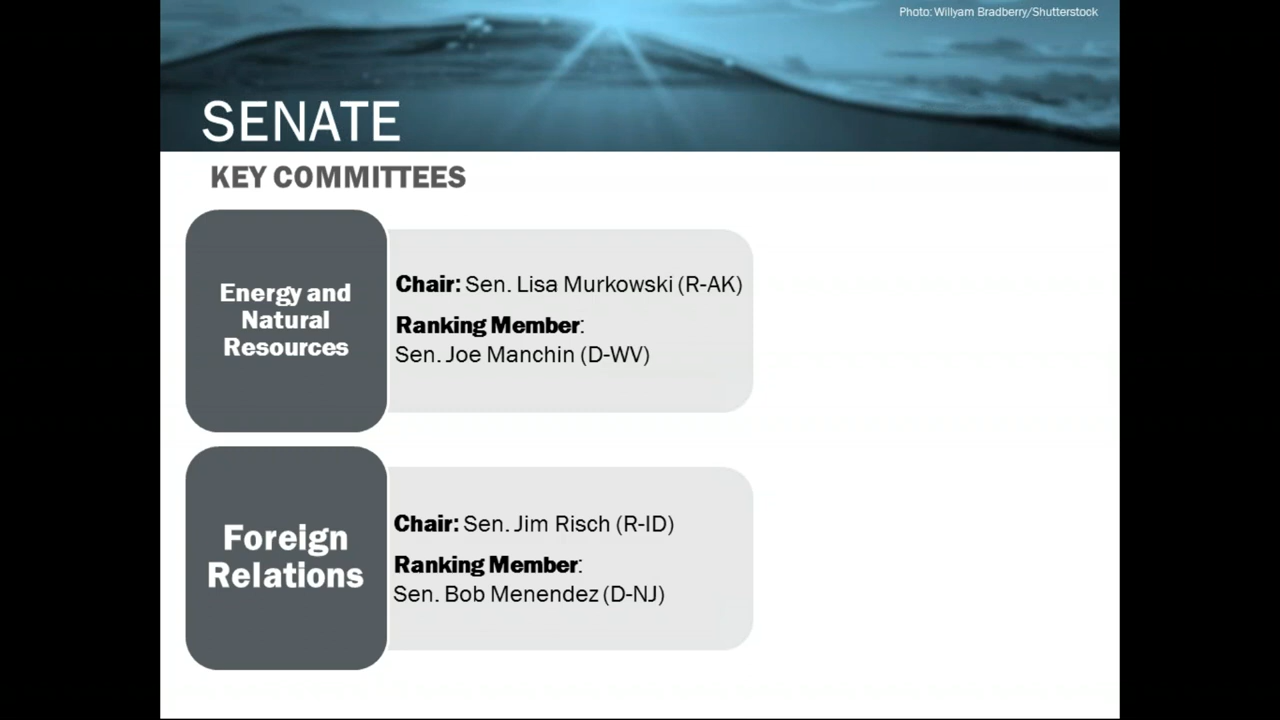 Photo: Willyam Bradberry/Shutterstock
SENATE
KEY COMMITTEES
Energy and
Natural
Resources
Chair: Sen. Lisa Murkowski (R-AK)
Ranking Member:
Sen. Joe Manchin (D-WV)
Foreign
Relations
Chair: Sen. Jim Risch (R-ID)
Ranking Member:
Sen. Bob Menendez (D-NJ)